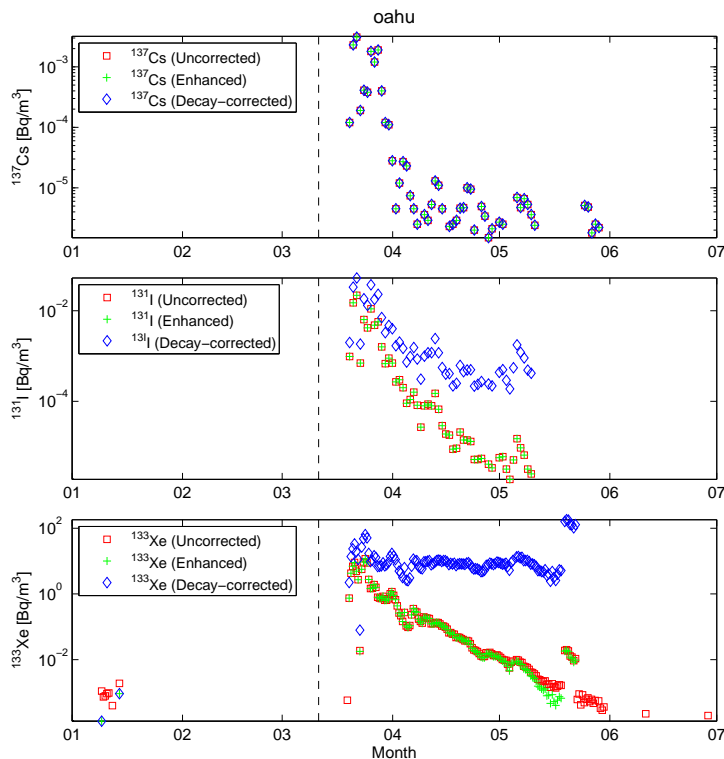 oahu
10⁻³
10⁻⁴
10⁻⁵
¹³⁷Cs [Bq/m³]
¹³⁷Cs (Uncorrected)
¹³⁷Cs (Enhanced)
¹³⁷Cs (Decay−corrected)
01 02 03 04 05 06 07
10⁻²
10⁻⁴
¹³¹I [Bq/m³]
¹³¹I (Uncorrected)
¹³¹I (Enhanced)
¹³I (Decay−corrected)
01 02 03 04 05 06 07
10²
10⁰
10⁻²
¹³³Xe [Bq/m³]
¹³³Xe (Uncorrected)
¹³³Xe (Enhanced)
¹³³Xe (Decay−corrected)
01 02 03 04 05 06 07
Month